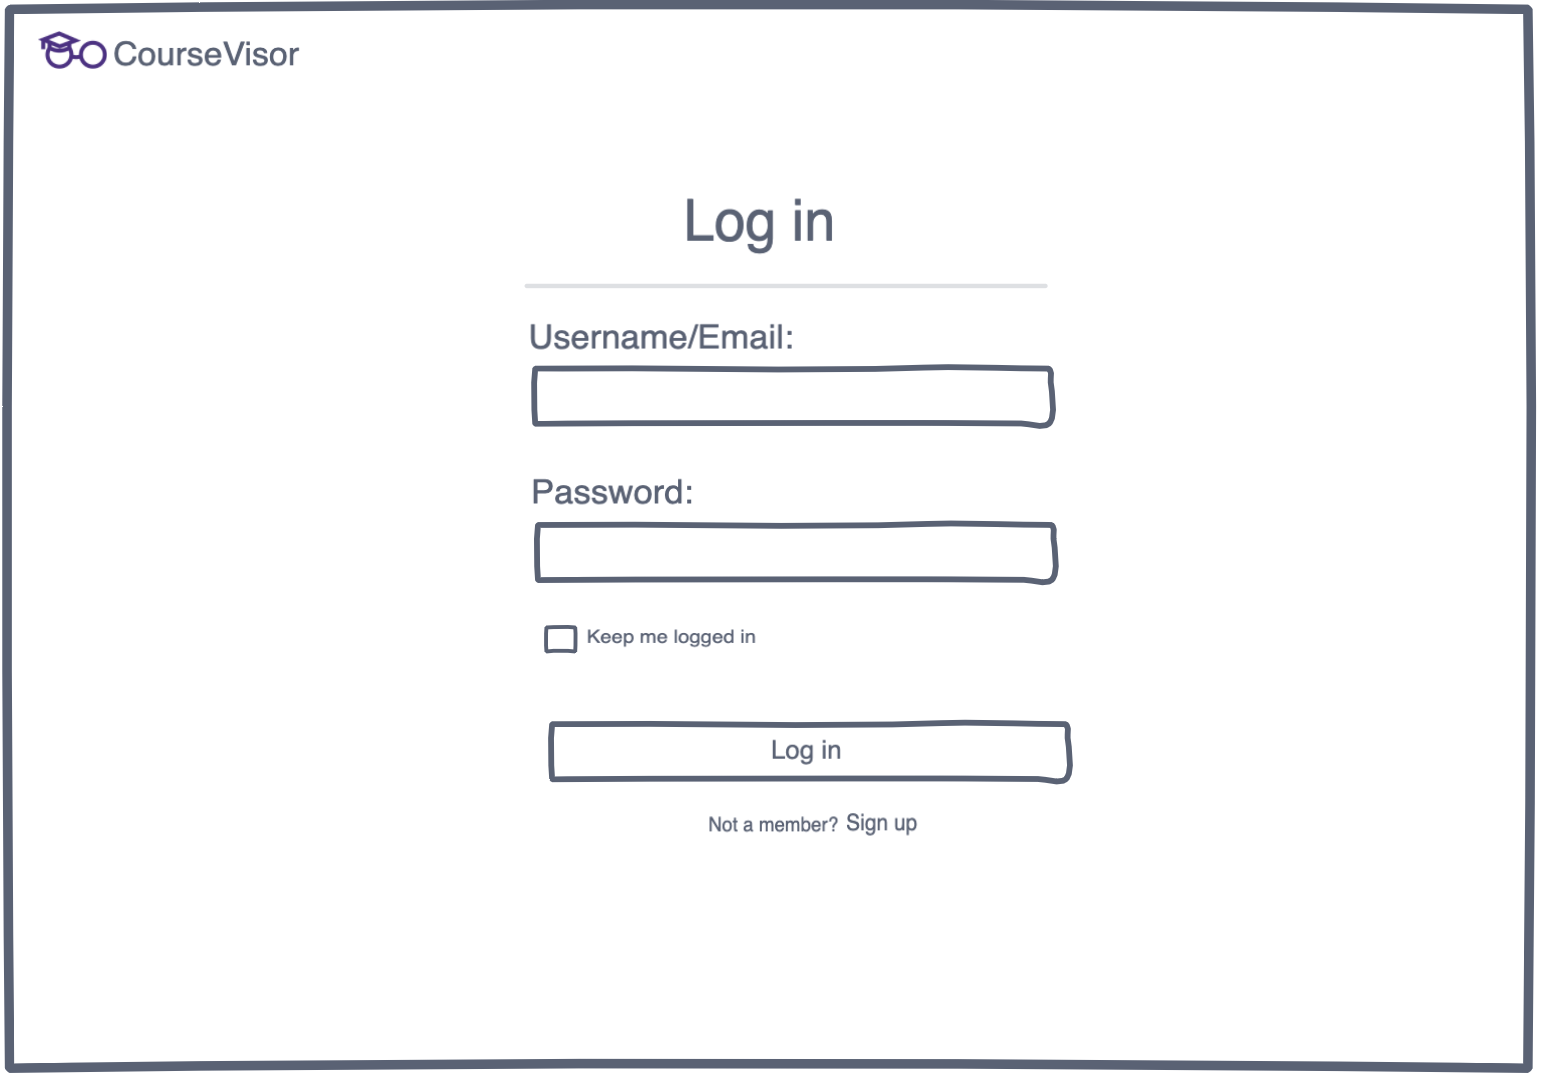 CourseVisor
Log in
Username/Email:
Password:
Keep me logged in
Log in
Not a member? Sign up